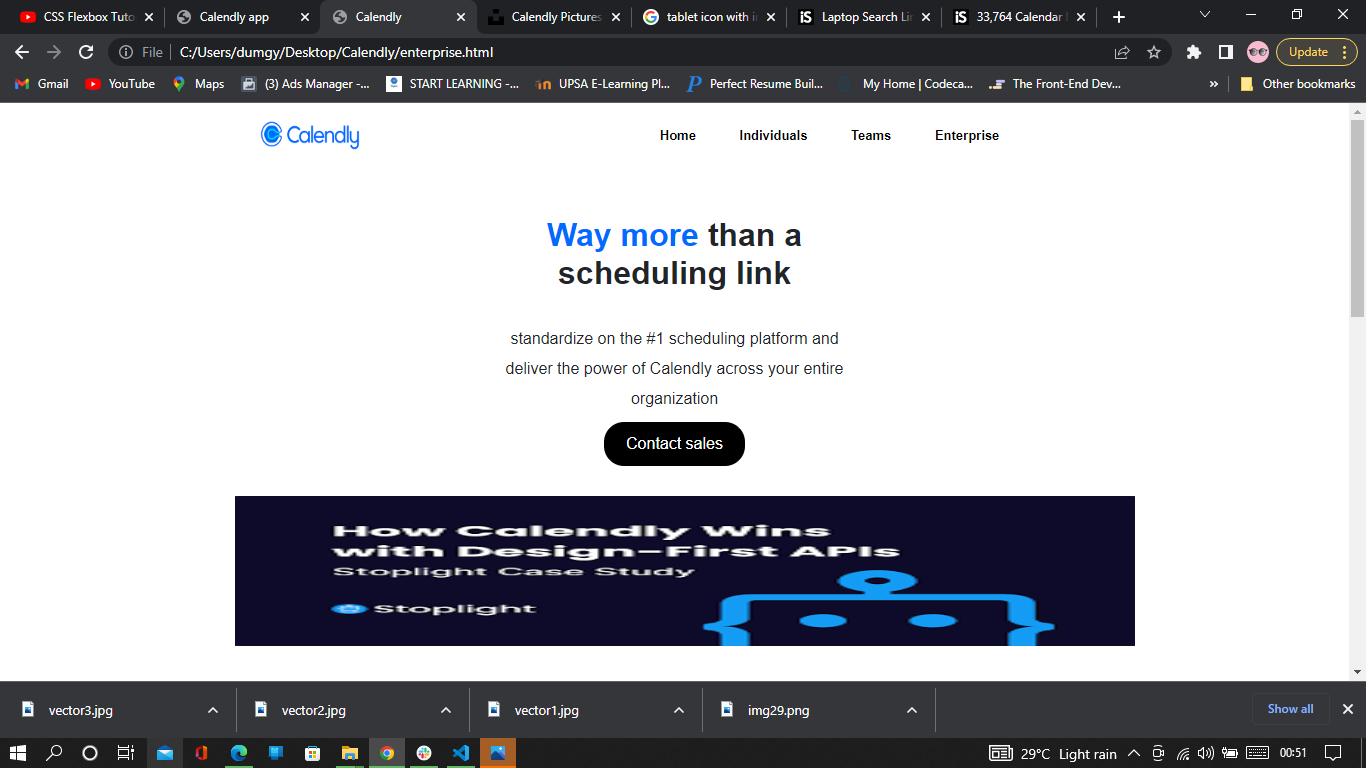 CSS Flexbox Tuto
Calendly app
Calendly
Calendly Pictures
tablet icon with i
Laptop Search Li
33,764 Calendar
File
C:/Users/dumgy/Desktop/Calendly/enterprise.html
Update
Gmail
YouTube
Maps
(3) Ads Manager -...
START LEARNING -...
UPSA E-Learning Pl...
Perfect Resume Buil...
My Home | Codeca...
The Front-End Dev...
»
Other bookmarks
Calendly
Home
Individuals
Teams
Enterprise
Way more than a
scheduling link
standardize on the #1 scheduling platform and
deliver the power of Calendly across your entire
organization
Contact sales
How Calendly Wins
with Design-First APIs
Stoplight Case Study
Stoplight
vector3.jpg
vector2.jpg
vector1.jpg
img29.png
Show all
29°C Light rain
00:51